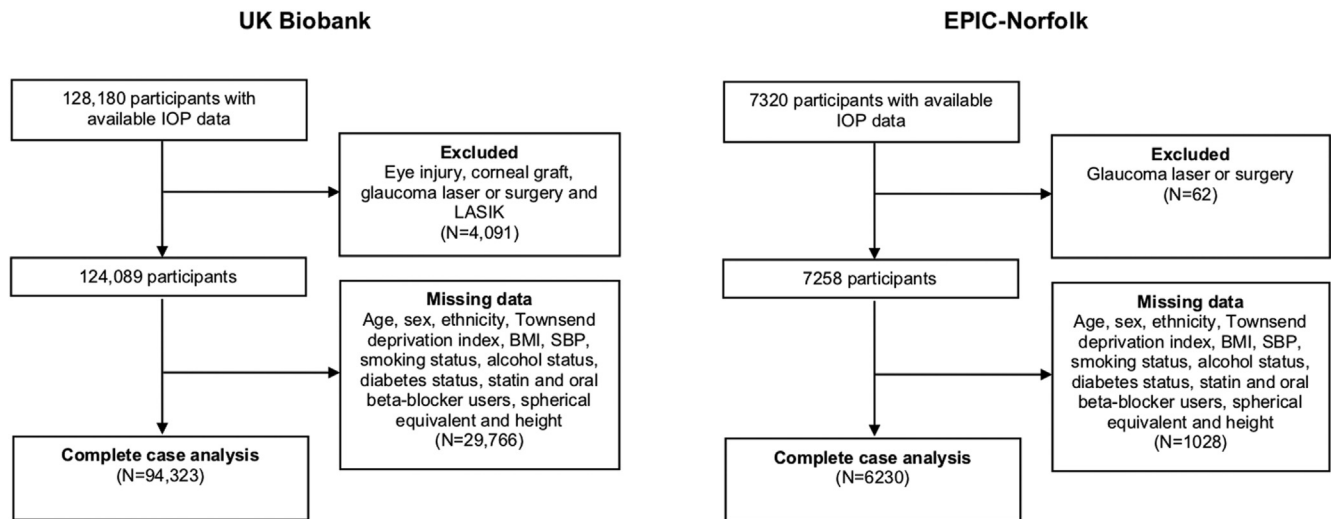 UK Biobank
128,180 participants with
available IOP data
Excluded
Eye injury, corneal graft,
glaucoma laser or surgery and
LASIK
(N=4,091)
124,089 participants
Missing data
Age, sex, ethnicity, Townsend
deprivation index, BMI, SBP,
smoking status, alcohol status,
diabetes status, statin and oral
beta-blocker users, spherical
equivalent and height
(N=29,766)
Complete case analysis
(N=94,323)
EPIC-Norfolk
7320 participants with available
IOP data
Excluded
Glaucoma laser or surgery
(N=62)
7258 participants
Missing data
Age, sex, ethnicity, Townsend
deprivation index, BMI, SBP,
smoking status, alcohol status,
diabetes status, statin and oral
beta-blocker users, spherical
equivalent and height
(N=1028)
Complete case analysis
(N=6230)